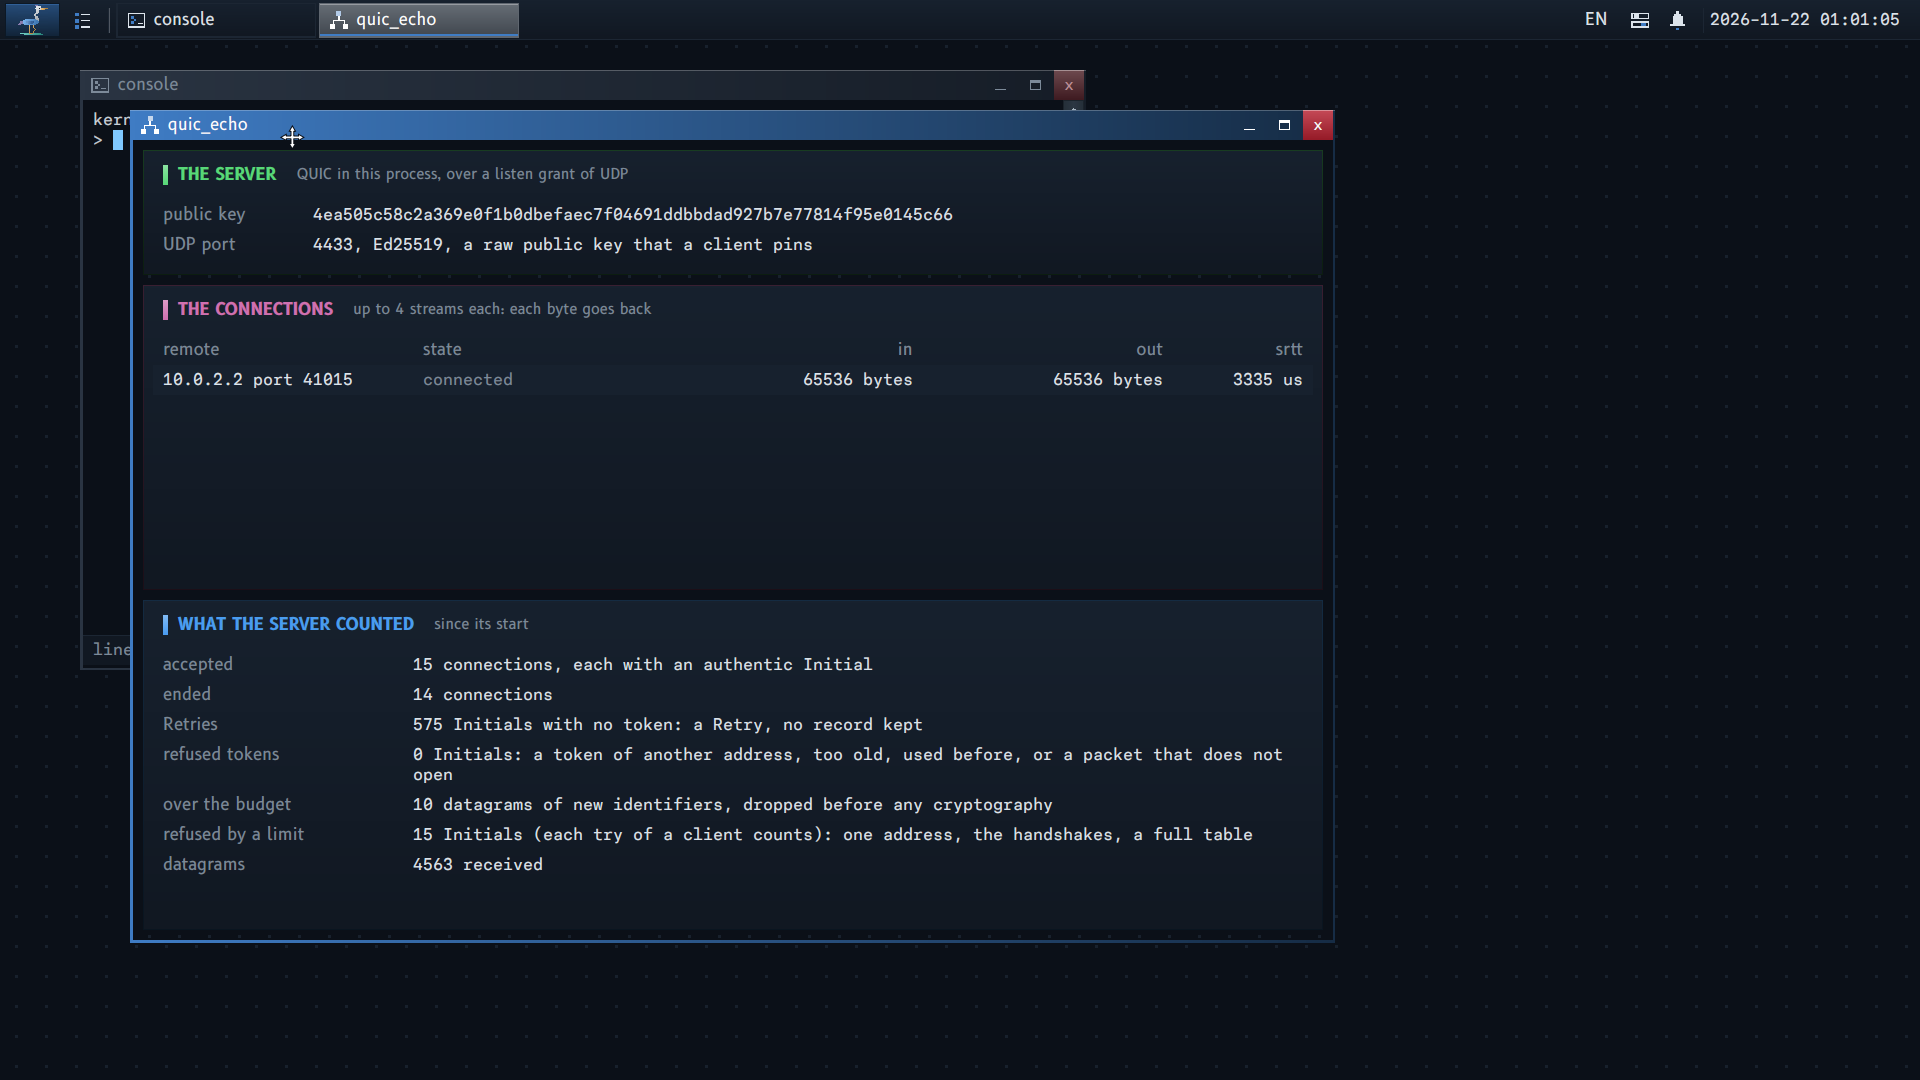 console
quic_echo
EN
2026-11-22 01:01:05
console
x
kern
>
line
quic_echo
x
THE SERVER QUIC in this process, over a listen grant of UDP
public key 4ea505c58c2a369e0f1b0dbefaec7f04691ddbbdad927b7e77814f95e0145c66
UDP port 4433, Ed25519, a raw public key that a client pins
THE CONNECTIONS up to 4 streams each: each byte goes back
remote state in out srtt
10.0.2.2 port 41015 connected 65536 bytes 65536 bytes 3335 us
WHAT THE SERVER COUNTED since its start
accepted 15 connections, each with an authentic Initial
ended 14 connections
Retries 575 Initials with no token: a Retry, no record kept
refused tokens 0 Initials: a token of another address, too old, used before, or a packet that does not
open
over the budget 10 datagrams of new identifiers, dropped before any cryptography
refused by a limit 15 Initials (each try of a client counts): one address, the handshakes, a full table
datagrams 4563 received